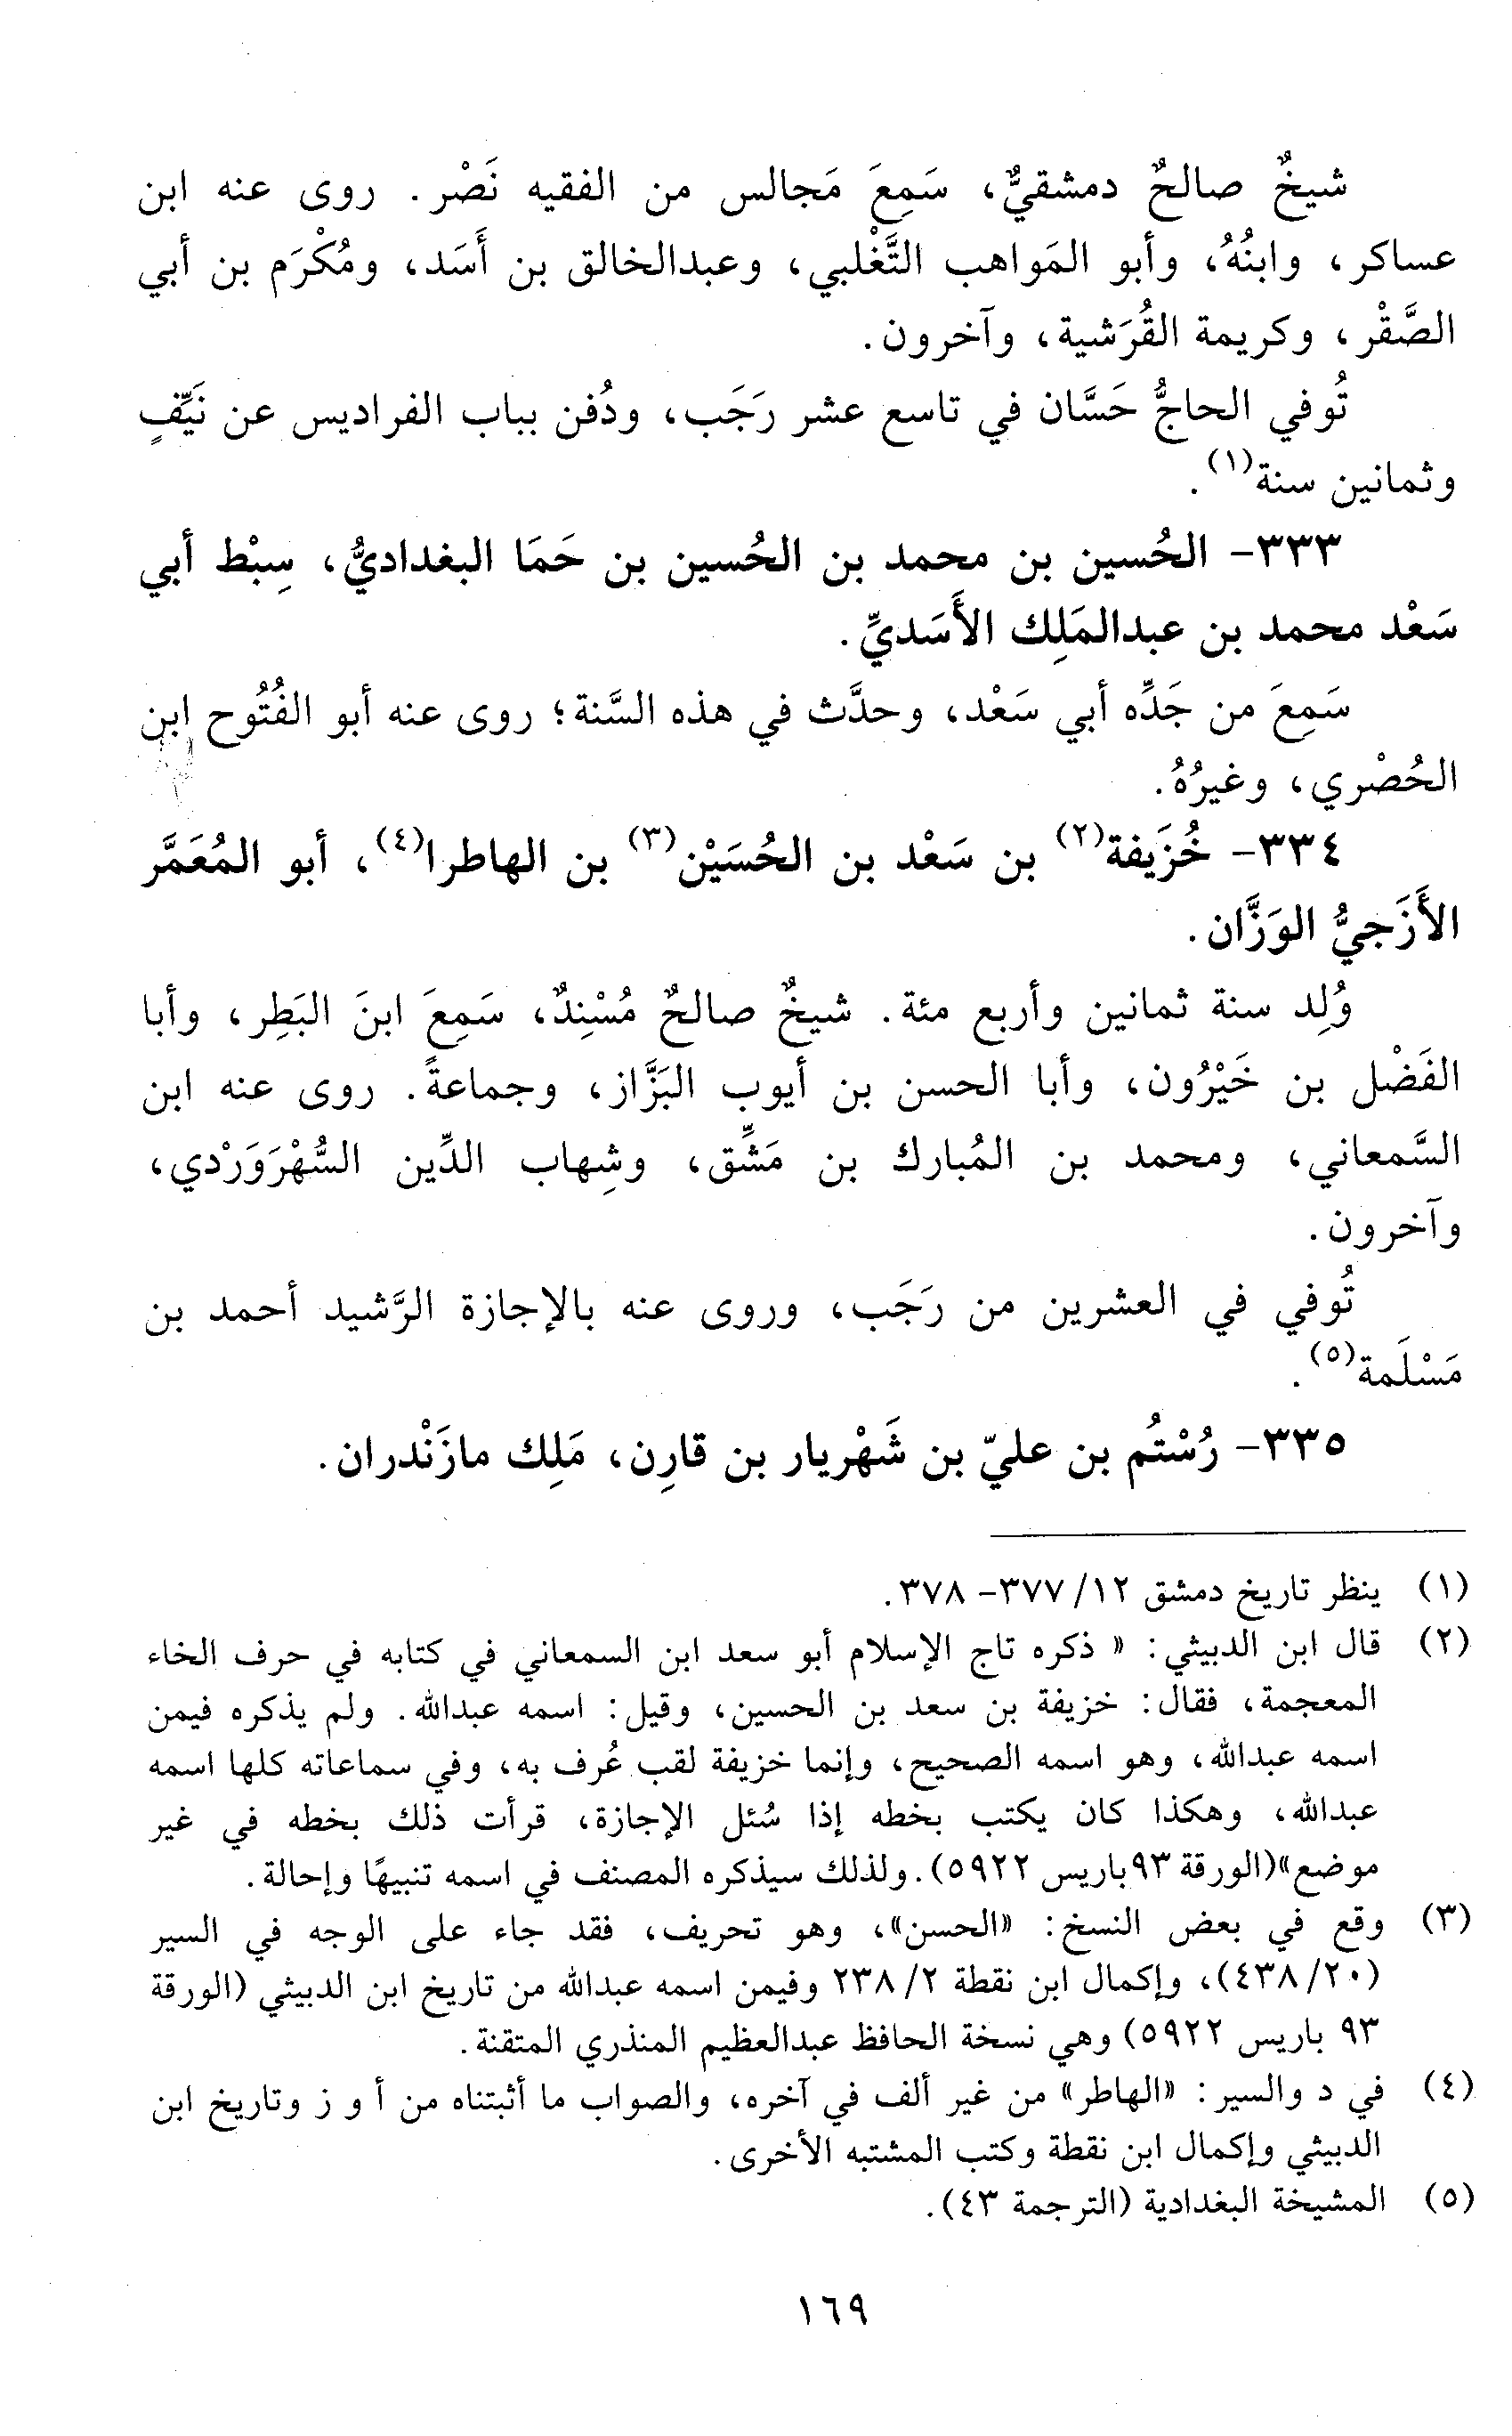 شيخٌ صالحٌ دمشقيٌّ، سَمِعَ مَجالس من الفقيه نَصْر. روى عنه ابن
عساكر، وابنُهُ، وأبو المَواهب التَّغْلبي، وعبدالخالق بن أَسَد، ومُكْرَم بن أبي
الصَّقْر، وكريمة القُرَشية، وآخرون.
تُوفي الحاجُّ حَسَّان في تاسع عشر رَجَب، ودُفن بباب الفراديس عن نَيِّفٍ
وثمانين سنة(١).
٣٣٣- الحُسين بن محمد بن الحُسين بن حَمَا البغداديُّ، سِبْط أبي
سَعْد محمد بن عبدالمَلِك الأَسَديِّ.
سَمِعَ من جَدِّه أبي سَعْد، وحدَّث في هذه السَّنة؛ روى عنه أبو الفُتُوح ابن
الحُصْري، وغيرُهُ.
٣٣٤- خُزَيفة(٢) بن سَعْد بن الحُسَيْن(٣) بن الهاطرا(٤)، أبو المُعَمَّر
الأَزَجيُّ الوَزَّان.
وُلِد سنة ثمانين وأربع مئة. شيخٌ صالحٌ مُسْنِدٌ، سَمِعَ ابنَ البَطِر، وأبا
الفَضْل بن خَيْرُون، وأبا الحسن بن أيوب البَزَّاز، وجماعةً. روى عنه ابن
السَّمعاني، ومحمد بن المُبارك بن مَشِّق، وشِهاب الدِّين السُّهْرَوَرْدي،
وآخرون.
تُوفي في العشرين من رَجَب، وروى عنه بالإجازة الرَّشيد أحمد بن
مَسْلَمة(٥).
٣٣٥- رُسْتُم بن عليّ بن شَهْريار بن قارِن، مَلِك مازَنْدران.
(١) ينظر تاريخ دمشق ١٢/ ٣٧٧- ٣٧٨.
(٢) قال ابن الدبيثي: «ذكره تاج الإسلام أبو سعد ابن السمعاني في كتابه في حرف الخاء
المعجمة، فقال: خزيفة بن سعد بن الحسين، وقيل: اسمه عبدالله. ولم يذكره فيمن
اسمه عبدالله، وهو اسمه الصحيح، وإنما خزيفة لقب عُرف به، وفي سماعاته كلها اسمه
عبدالله، وهكذا كان يكتب بخطه إذا سُئل الإجازة، قرأت ذلك بخطه في غير
موضع»(الورقة ٩٣باريس ٥٩٢٢).ولذلك سيذكره المصنف في اسمه تنبيهًا وإحالة.
(٣) وقع في بعض النسخ: «الحسن»، وهو تحريف، فقد جاء على الوجه في السير
(٢٠/ ٤٣٨)، وإكمال ابن نقطة ٢/ ٢٣٨ وفيمن اسمه عبدالله من تاريخ ابن الدبيثي (الورقة
٩٣ باريس ٥٩٢٢) وهي نسخة الحافظ عبدالعظيم المنذري المتقنة.
(٤) في د والسير: «الهاطر» من غير ألف في آخره، والصواب ما أثبتناه من أ و ز وتاريخ ابن
الدبيثي وإكمال ابن نقطة وكتب المشتبه الأخرى.
(٥) المشيخة البغدادية (الترجمة ٤٣).
١٦٩